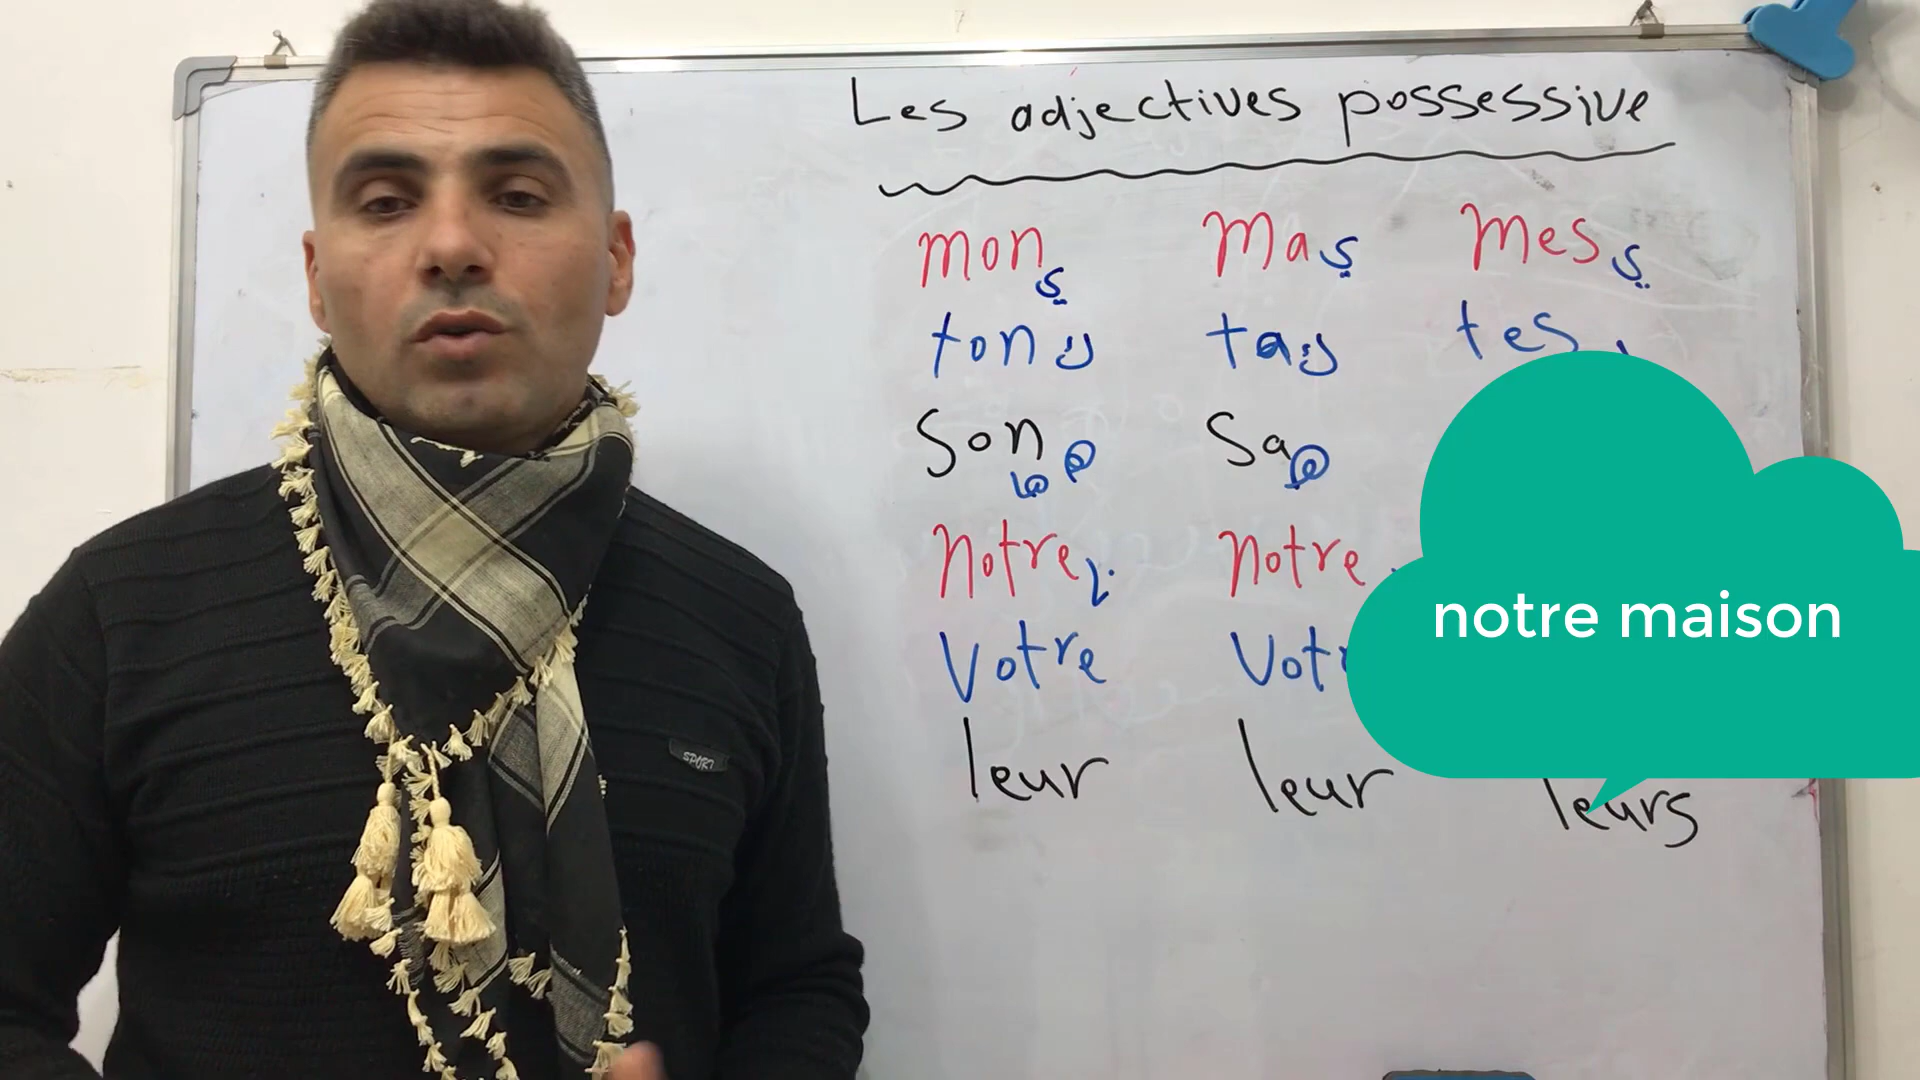 Les adjectives possessive
mon ي ma ي mes ي
ton ك ta ك tes
son ه ها sa ه
notre نا notre
votre vot
leur leur leurs
notre maison
SPORT